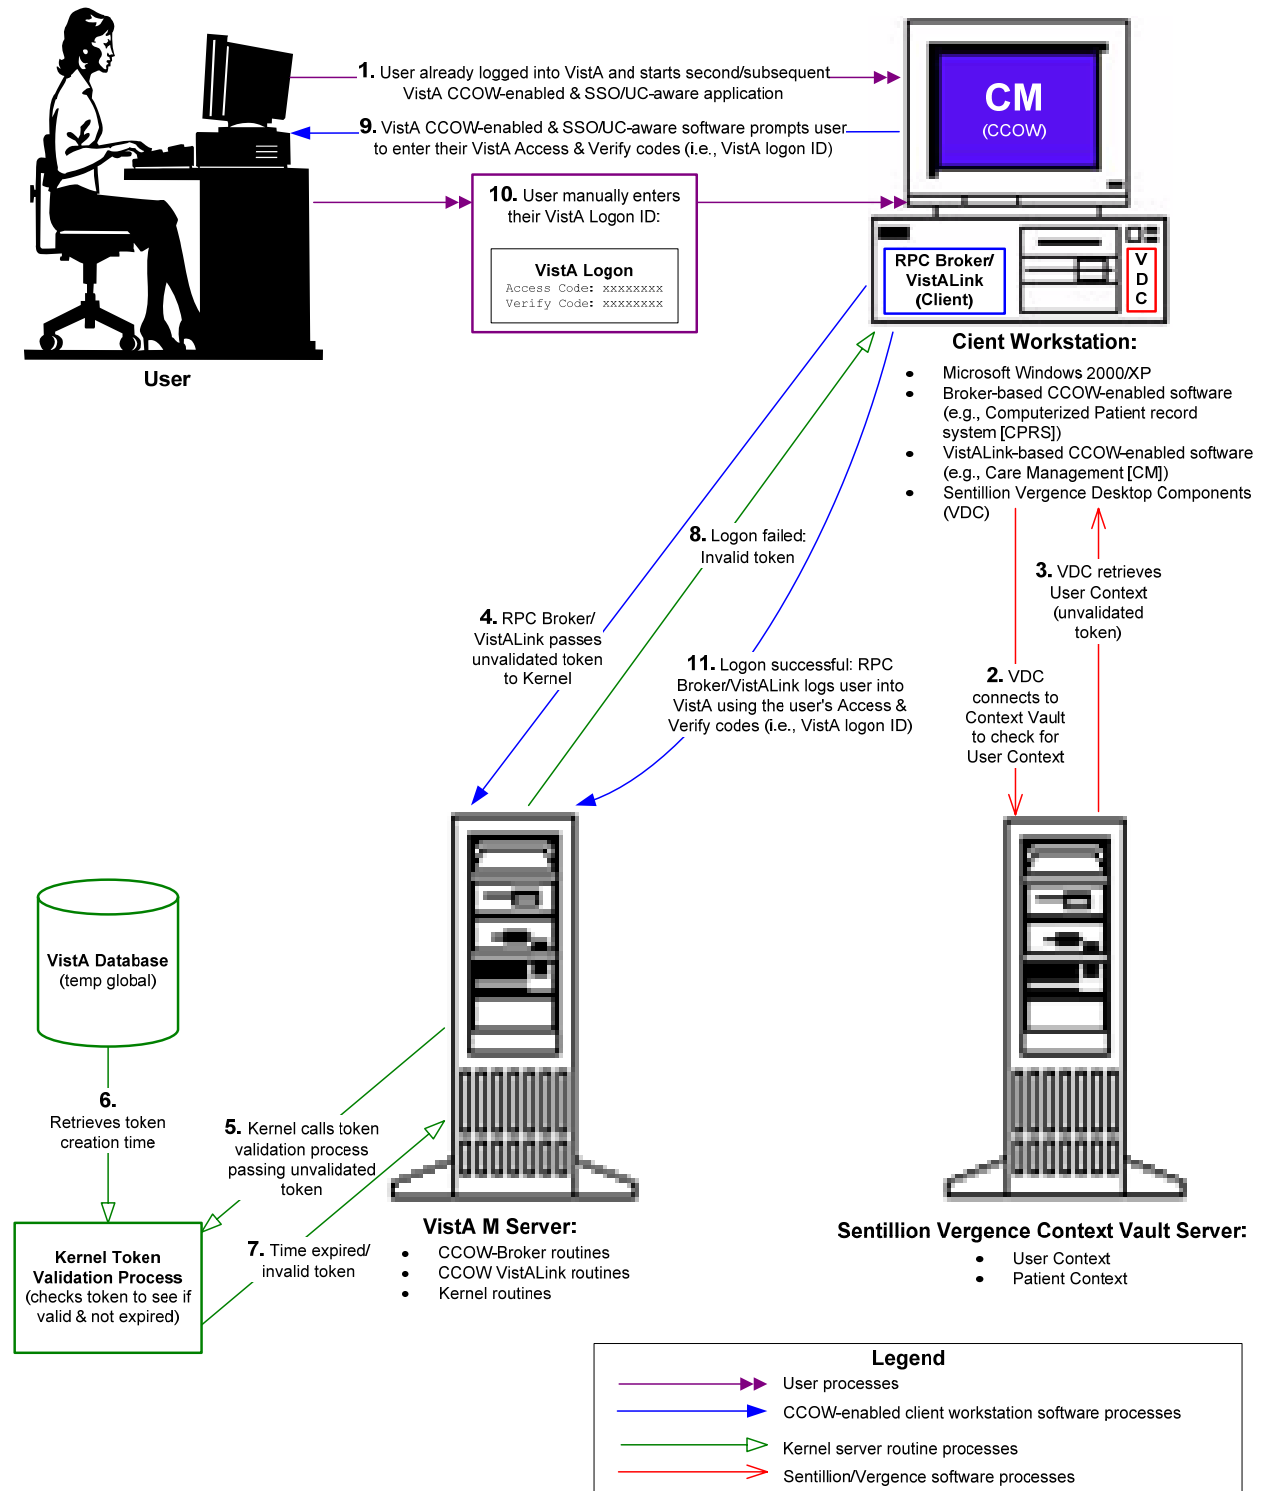 1. User already logged into VistA and starts second/subsequent
VistA CCOW-enabled & SSO/UC-aware application
9. VistA CCOW-enabled & SSO/UC-aware software prompts user
to enter their VistA Access & Verify codes (i.e., VistA logon ID)
10. User manually enters
their VistA Logon ID:
VistA Logon
Access Code: xxxxxxxx
Verify Code: xxxxxxxx
User
CM
(CCOW)
RPC Broker/
VistALink
(Client)
V
D
C
Cient Workstation:
• Microsoft Windows 2000/XP
• Broker-based CCOW-enabled software
(e.g., Computerized Patient record
system [CPRS])
• VistALink-based CCOW-enabled software
(e.g., Care Management [CM])
• Sentillion Vergence Desktop Components
(VDC)
8. Logon failed:
Invalid token
3. VDC retrieves
User Context
(unvalidated
token)
4. RPC Broker/
VistALink passes
unvalidated token
to Kernel
11. Logon successful: RPC
Broker/VistALink logs user into
VistA using the user's Access &
Verify codes (i.e., VistA logon ID)
2. VDC
connects to
Context Vault
to check for
User Context
VistA Database
(temp global)
6.
Retrieves token
creation time
5. Kernel calls token
validation process
passing unvalidated
token
Kernel Token
Validation Process
(checks token to see if
valid & not expired)
7. Time expired/
invalid token
VistA M Server:
• CCOW-Broker routines
• CCOW VistALink routines
• Kernel routines
Sentillion Vergence Context Vault Server:
• User Context
• Patient Context
Legend
User processes
CCOW-enabled client workstation software processes
Kernel server routine processes
Sentillion/Vergence software processes